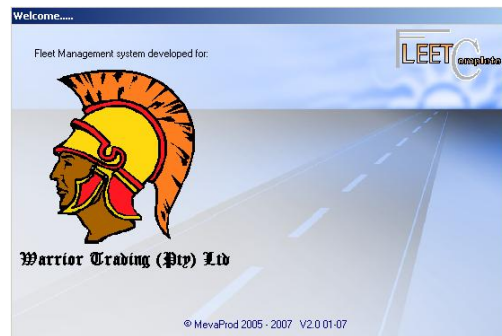 Welcome.....
Fleet Management system developed for:
FLEET Complete
Warrior Trading (Pty) Ltd
© MevaProd 2005 - 2007 V2.0 01-07